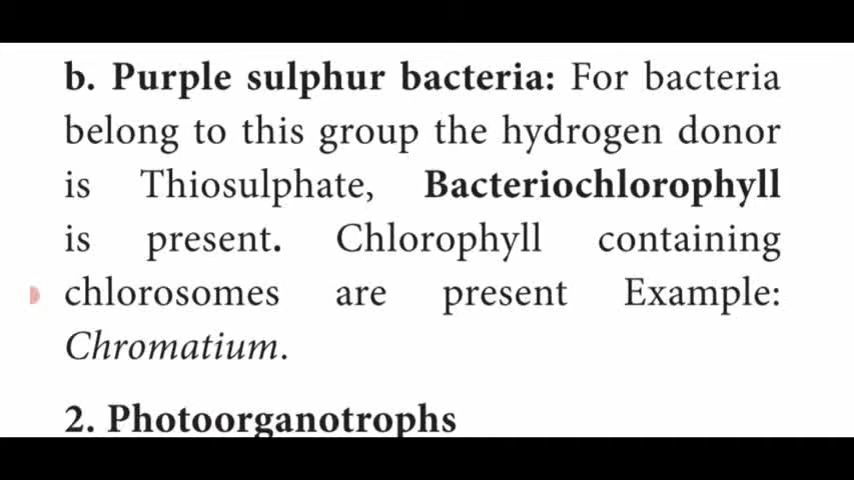 b. Purple sulphur bacteria: For bacteria
belong to this group the hydrogen donor
is Thiosulphate, Bacteriochlorophyll
is present. Chlorophyll containing
chlorosomes are present Example:
Chromatium.
2. Photoorganotrophs